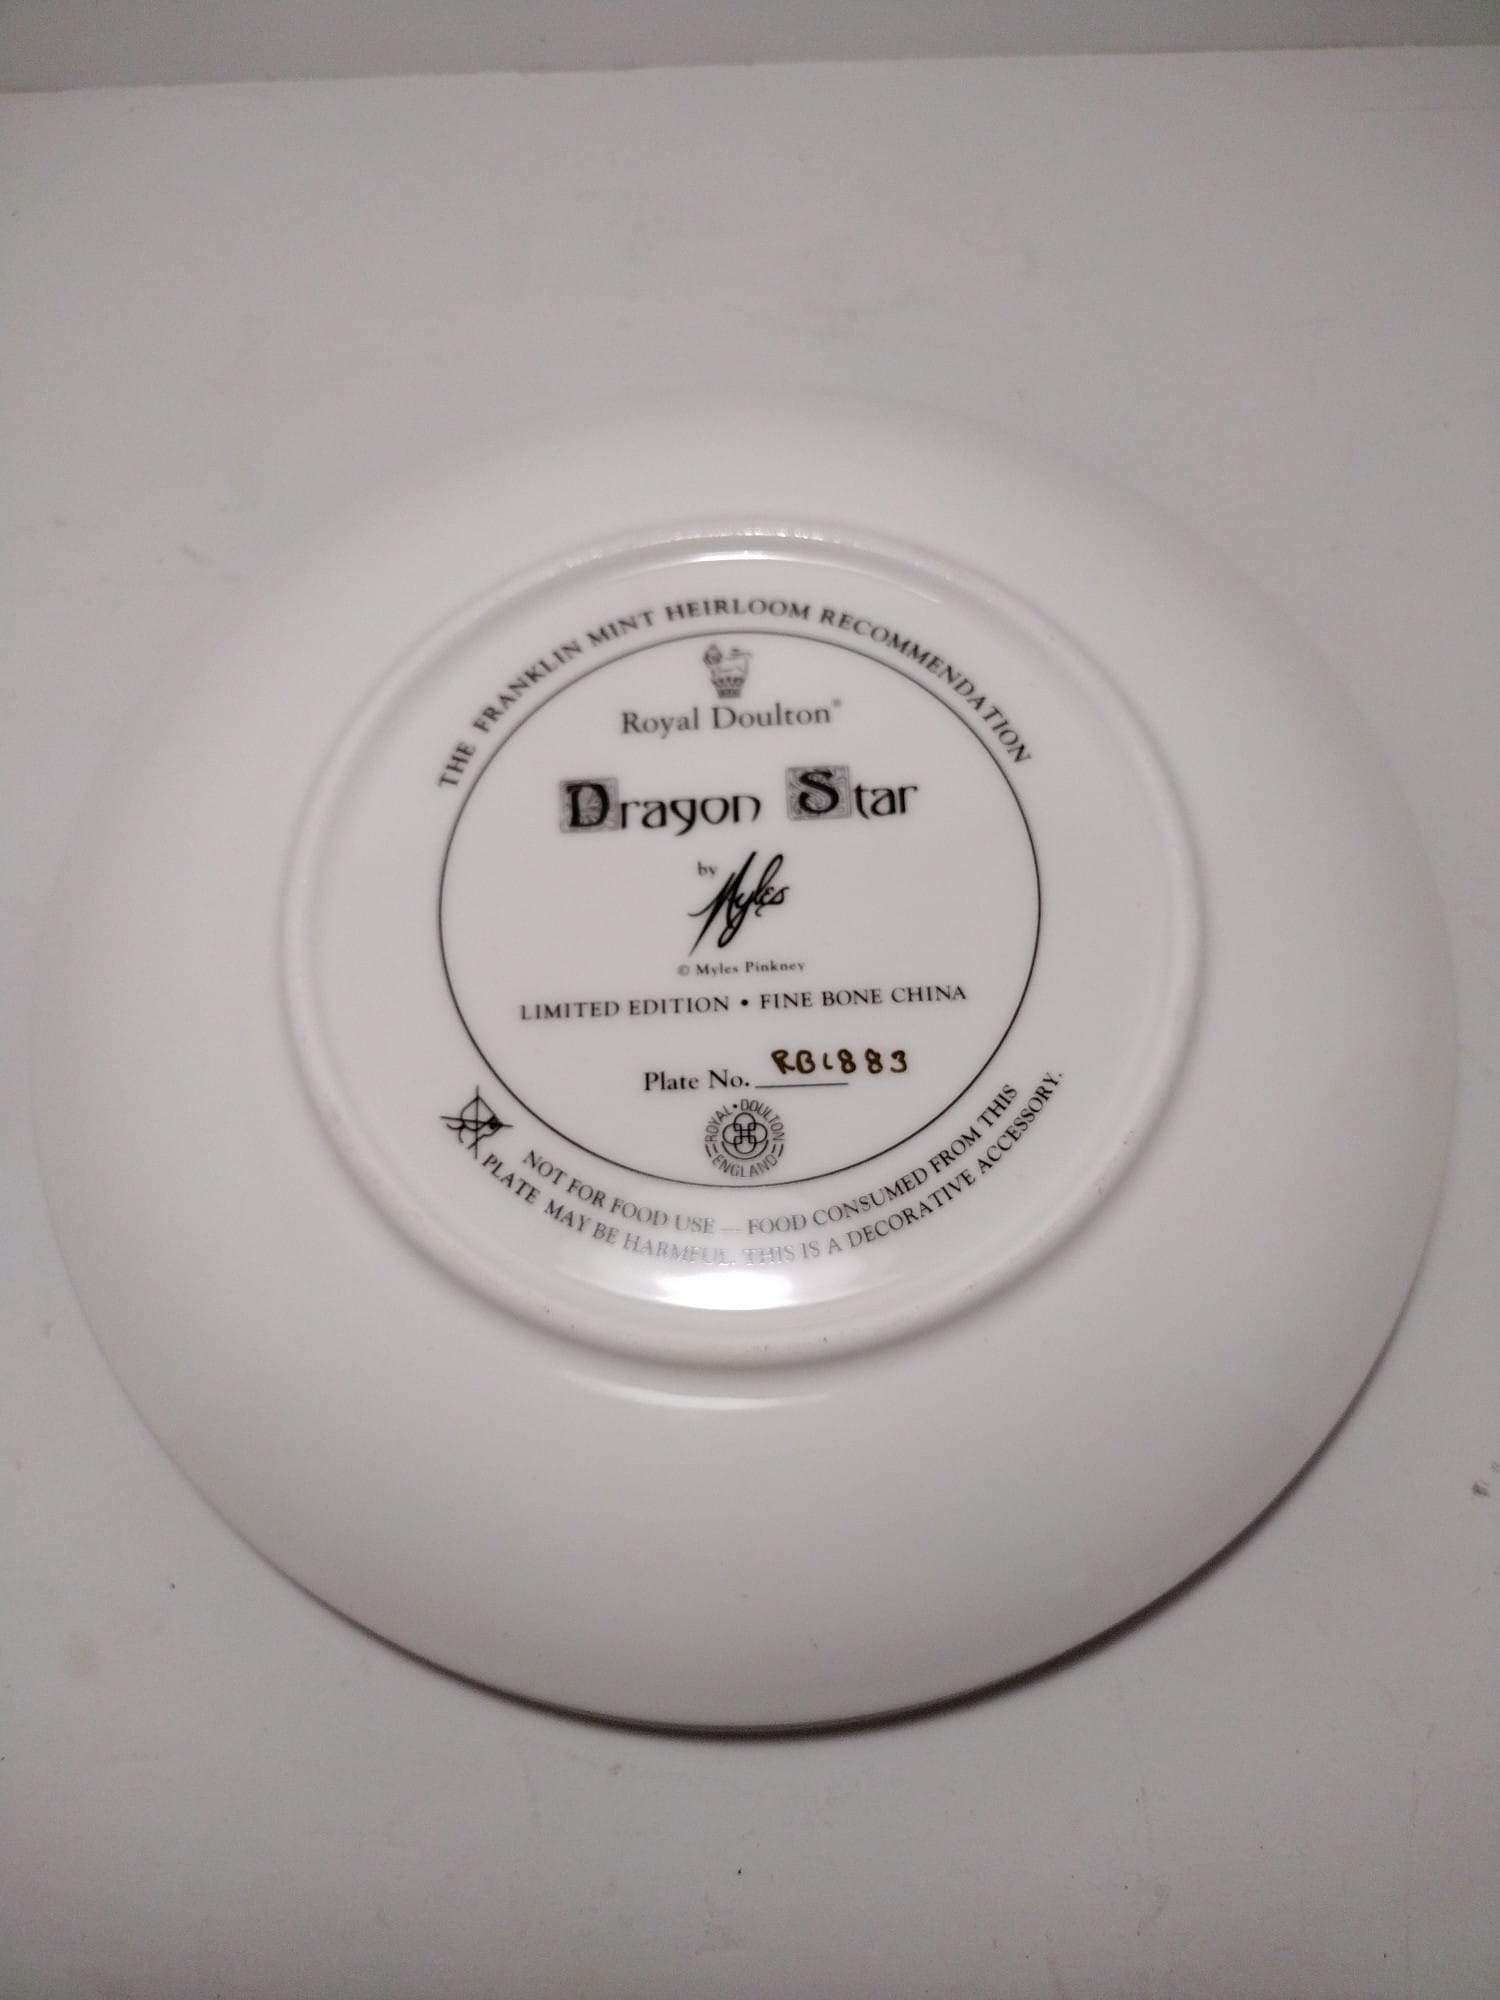 THE FRANKLIN MINT HEIRLOOM RECOMMENDATION
Royal Doulton®
Dragon Star
by Myles
© Myles Pinkney
LIMITED EDITION • FINE BONE CHINA
Plate No. RB1883
ROYAL • DOULTON
ENGLAND
NOT FOR FOOD USE — FOOD CONSUMED FROM THIS
PLATE MAY BE HARMFUL. THIS IS A DECORATIVE ACCESSORY.